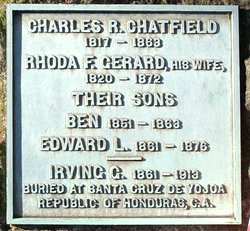 CHARLES R. CHATFIELD
1817 — 1863
RHODA F. GERARD, HIS WIFE,
1820 — 1872
THEIR SONS
BEN 1851 — 1863
EDWARD L. 1861 — 1876
IRVING G. 1861 — 1913
BURIED AT SANTA CRUZ DE YOJOA
REPUBLIC OF HONDURAS, C.A.